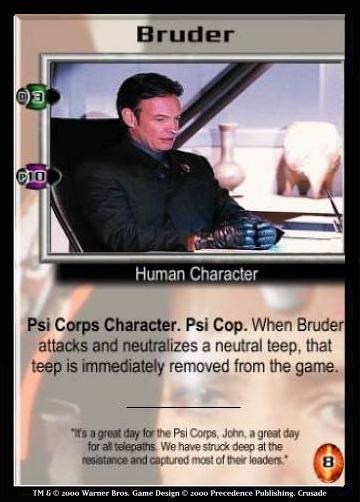 Bruder
D 3
P10
Human Character
Psi Corps Character. Psi Cop. When Bruder
attacks and neutralizes a neutral teep, that
teep is immediately removed from the game.
"It's a great day for the Psi Corps, John, a great day
for all telepaths. We have struck deep at the
resistance and captured most of their leaders."
8
TM & © 2000 Warner Bros. Game Design © 2000 Precedence Publishing. Crusade